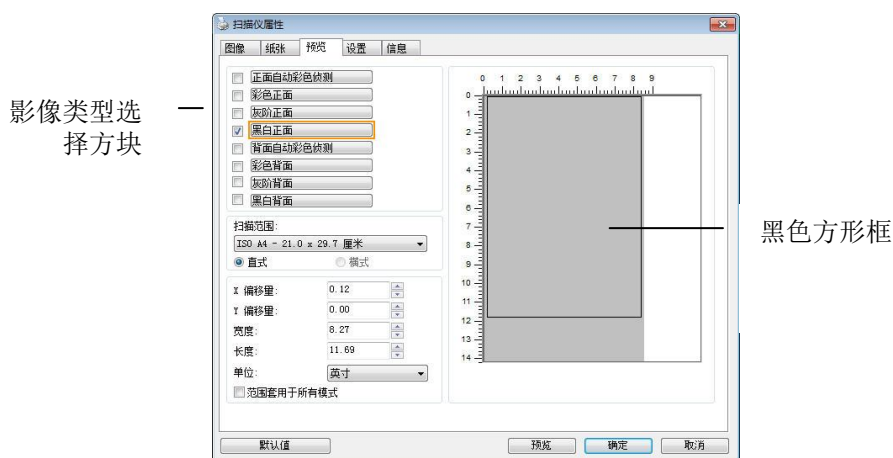 扫描仪属性
图像 纸张 预览 设置 信息
正面自动彩色侦测
彩色正面
灰阶正面
黑白正面
背面自动彩色侦测
彩色背面
灰阶背面
黑白背面
影像类型选
择方块
扫描范围:
ISO A4 - 21.0 x 29.7 厘米
直式 横式
X 偏移量: 0.12
Y 偏移量: 0.00
宽度: 8.27
长度: 11.69
单位: 英寸
范围套用于所有模式
0 1 2 3 4 5 6 7 8 9
0
1
2
3
4
5
6
7
8
9
10
11
12
13
14
黑色方形框
默认值 预览 确定 取消